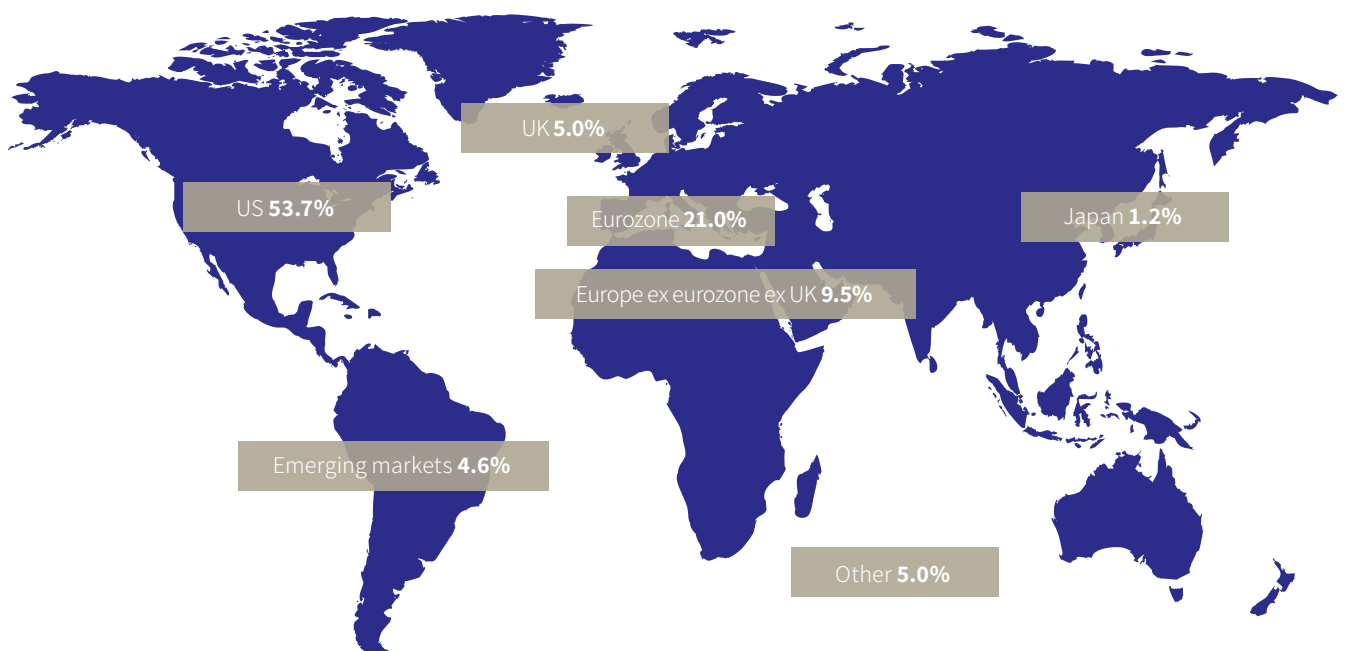 UK 5.0%
US 53.7%
Eurozone 21.0%
Japan 1.2%
Europe ex eurozone ex UK 9.5%
Emerging markets 4.6%
Other 5.0%